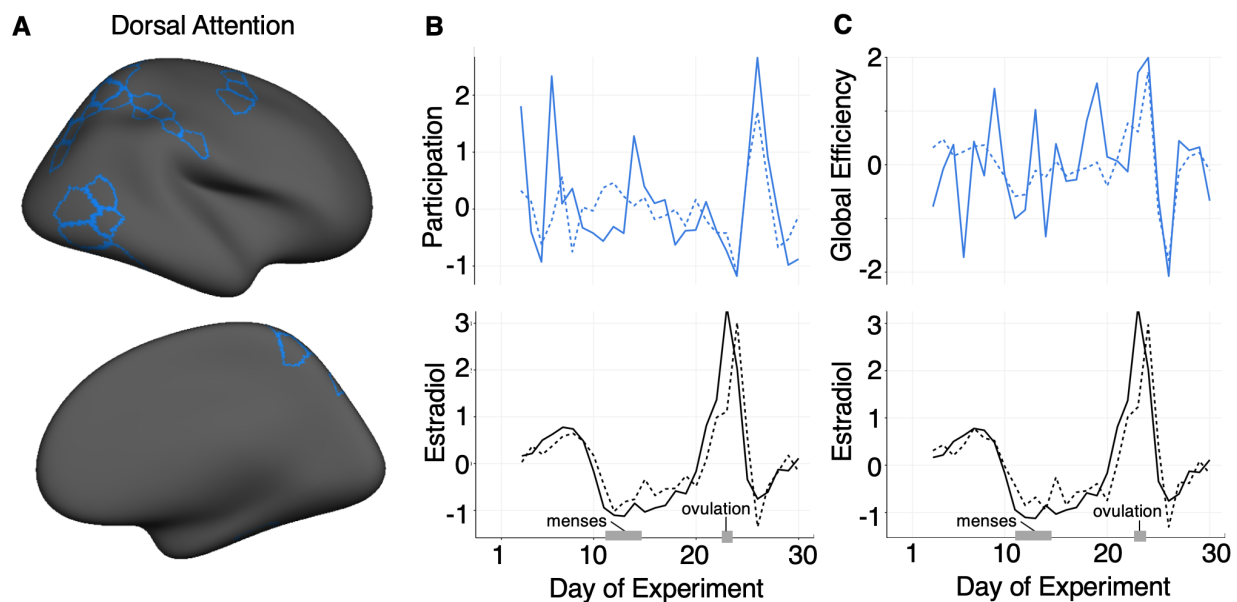 A
Dorsal Attention
B
Participation
2
1
0
-1
Estradiol
3
2
1
0
-1
menses
ovulation
1
10
20
30
Day of Experiment
C
Global Efficiency
2
0
-2
Estradiol
3
2
1
0
-1
menses
ovulation
1
10
20
30
Day of Experiment